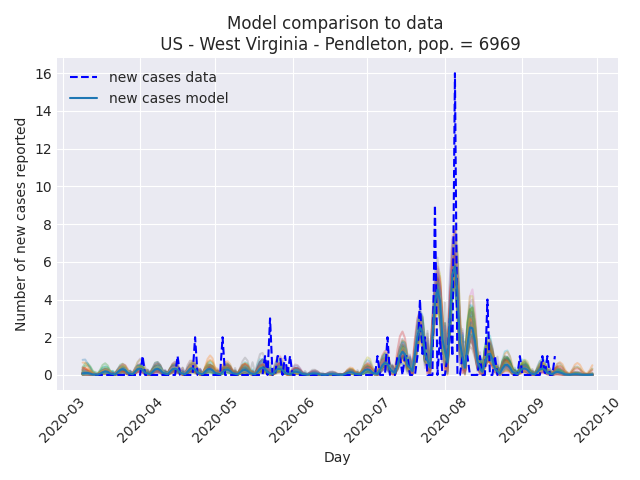 Model comparison to data
US - West Virginia - Pendleton, pop. = 6969
new cases data
new cases model
Number of new cases reported
16
14
12
10
8
6
4
2
0
2020-03
2020-04
2020-05
2020-06
2020-07
2020-08
2020-09
2020-10
Day